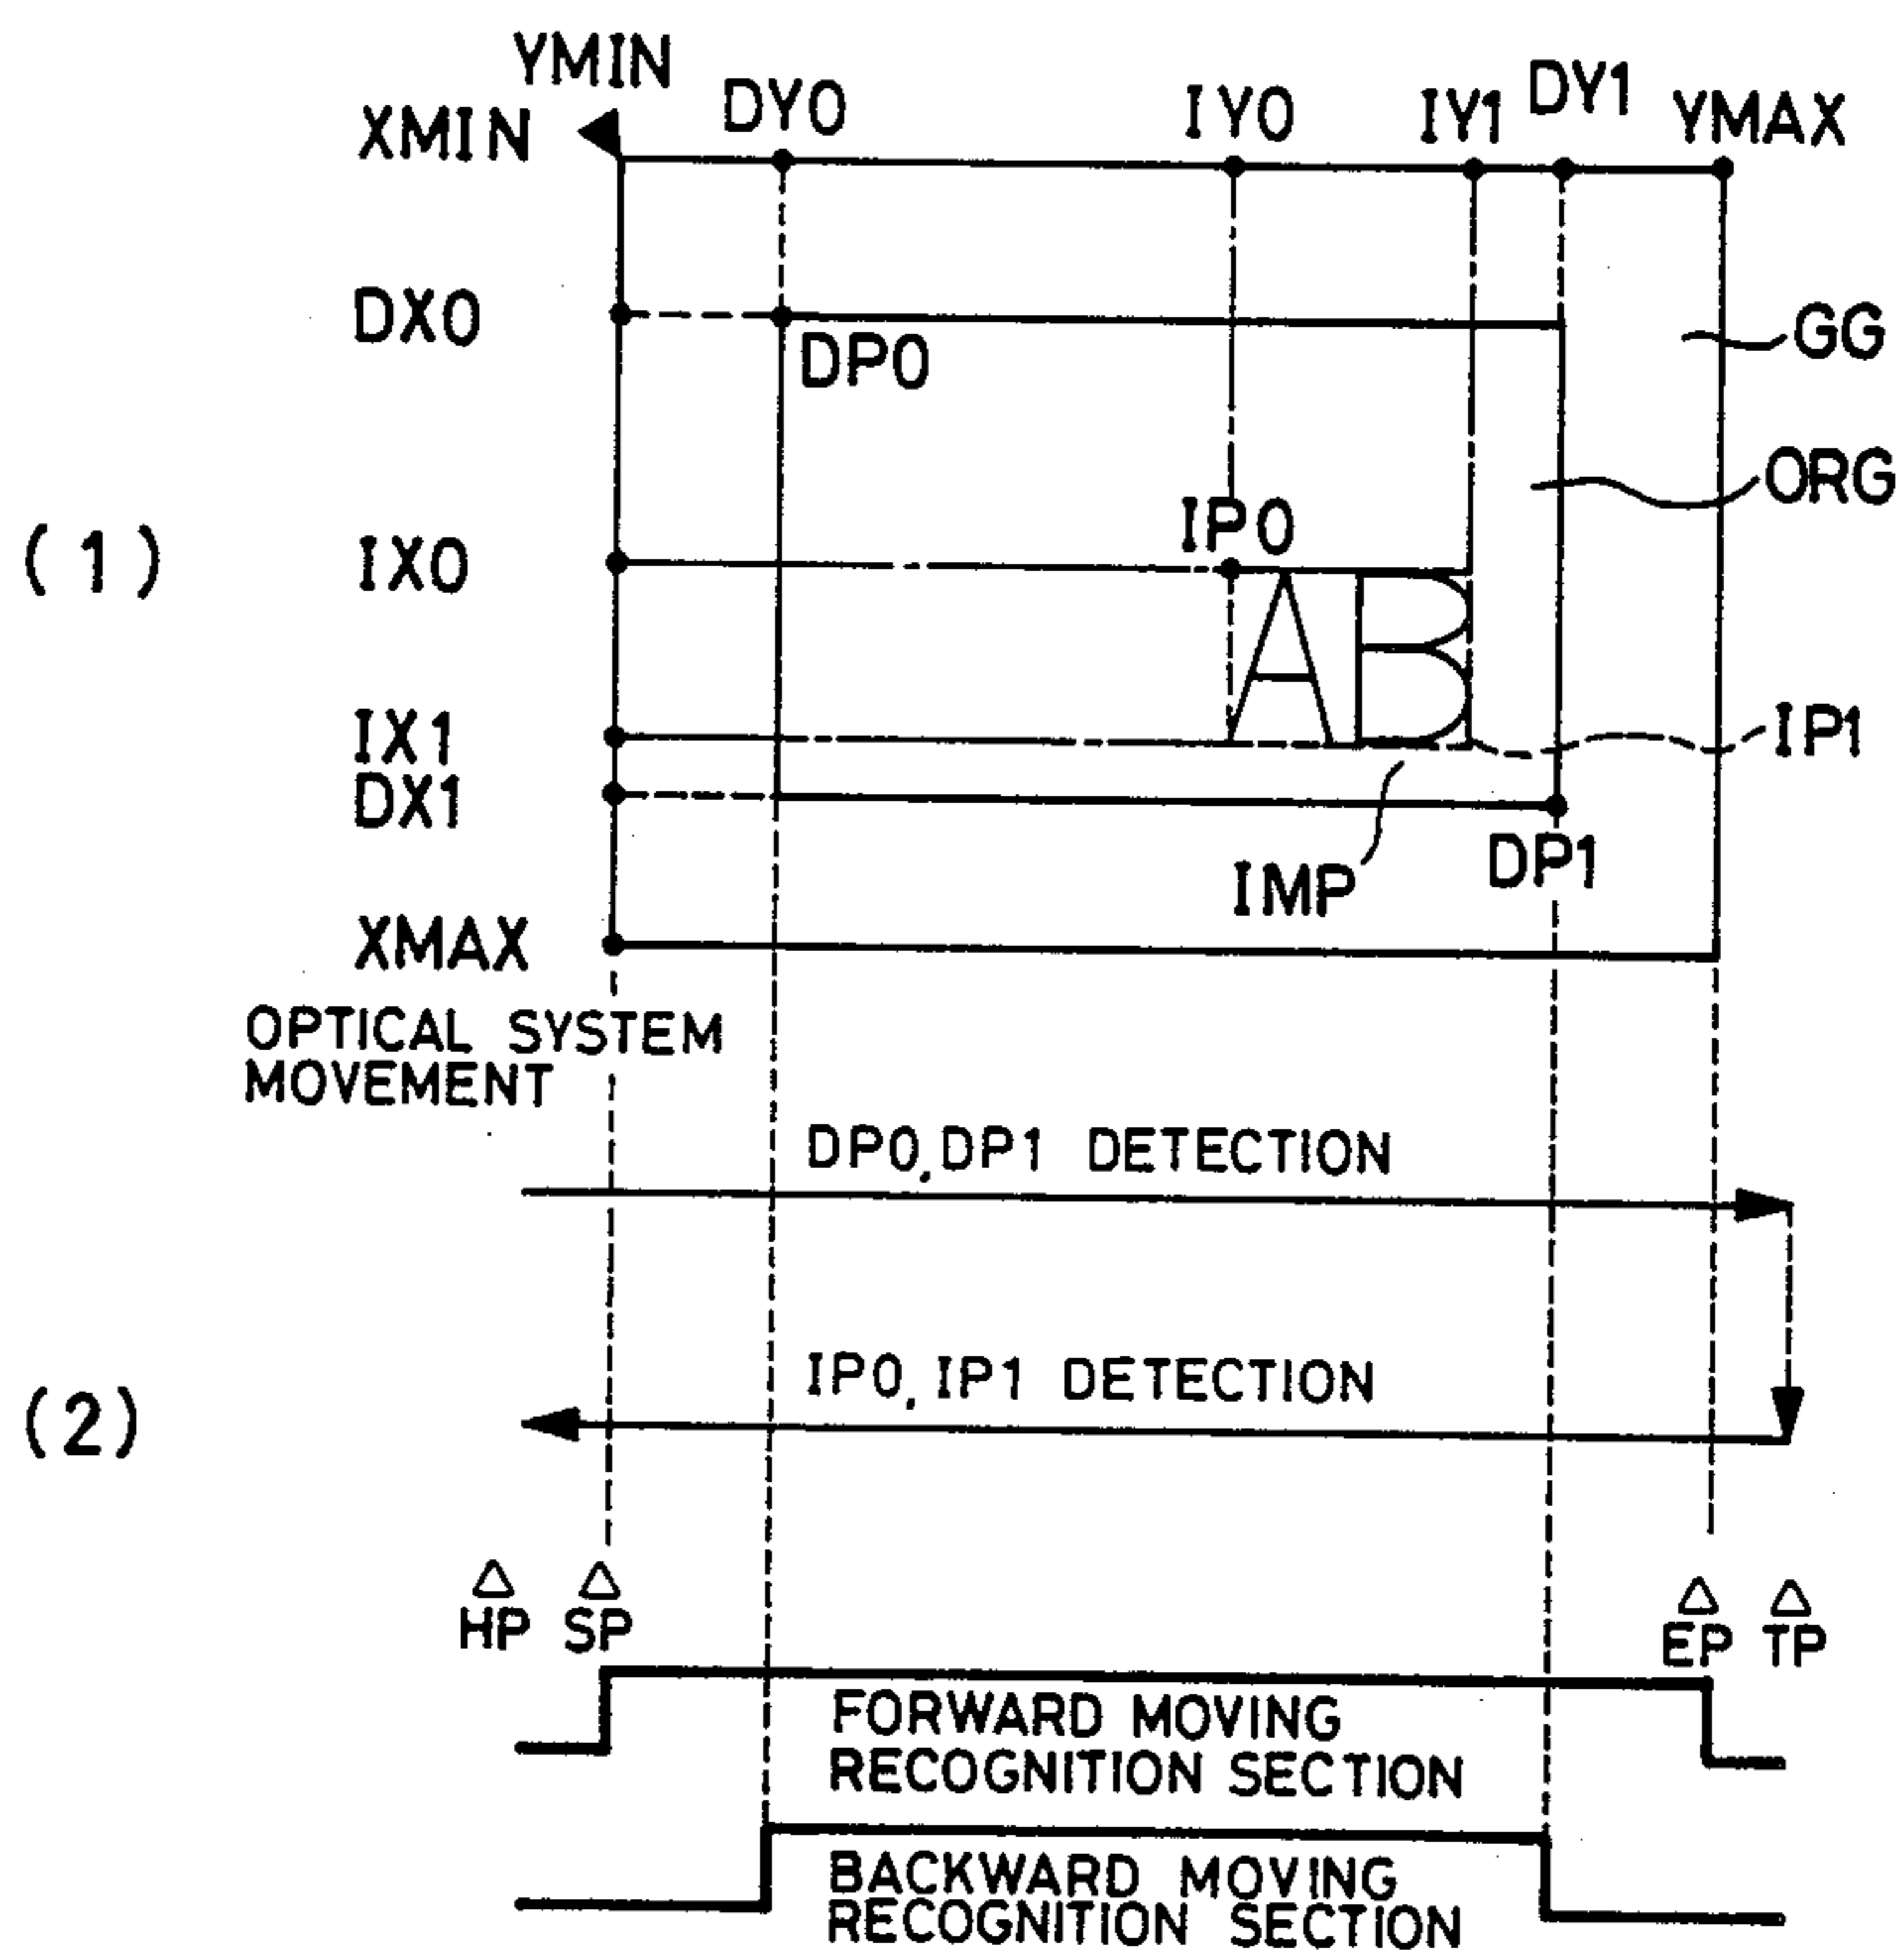 YMIN
XMIN DY0 IY0 IY1 DY1 YMAX
DX0 DP0 GG
ORG
(1) IX0 IP0
AB
IX1 IP1
DX1
IMP DP1
XMAX
OPTICAL SYSTEM
MOVEMENT
DP0,DP1 DETECTION
IP0,IP1 DETECTION
(2)
HP SP EP TP
FORWARD MOVING
RECOGNITION SECTION
BACKWARD MOVING
RECOGNITION SECTION